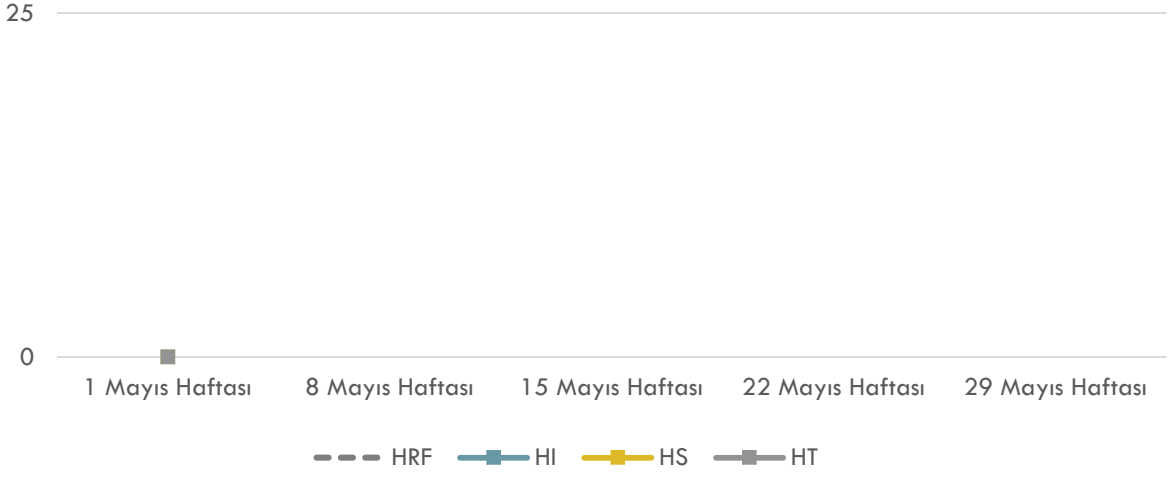 25
0
1 Mayıs Haftası 8 Mayıs Haftası 15 Mayıs Haftası 22 Mayıs Haftası 29 Mayıs Haftası
HRF HI HS HT